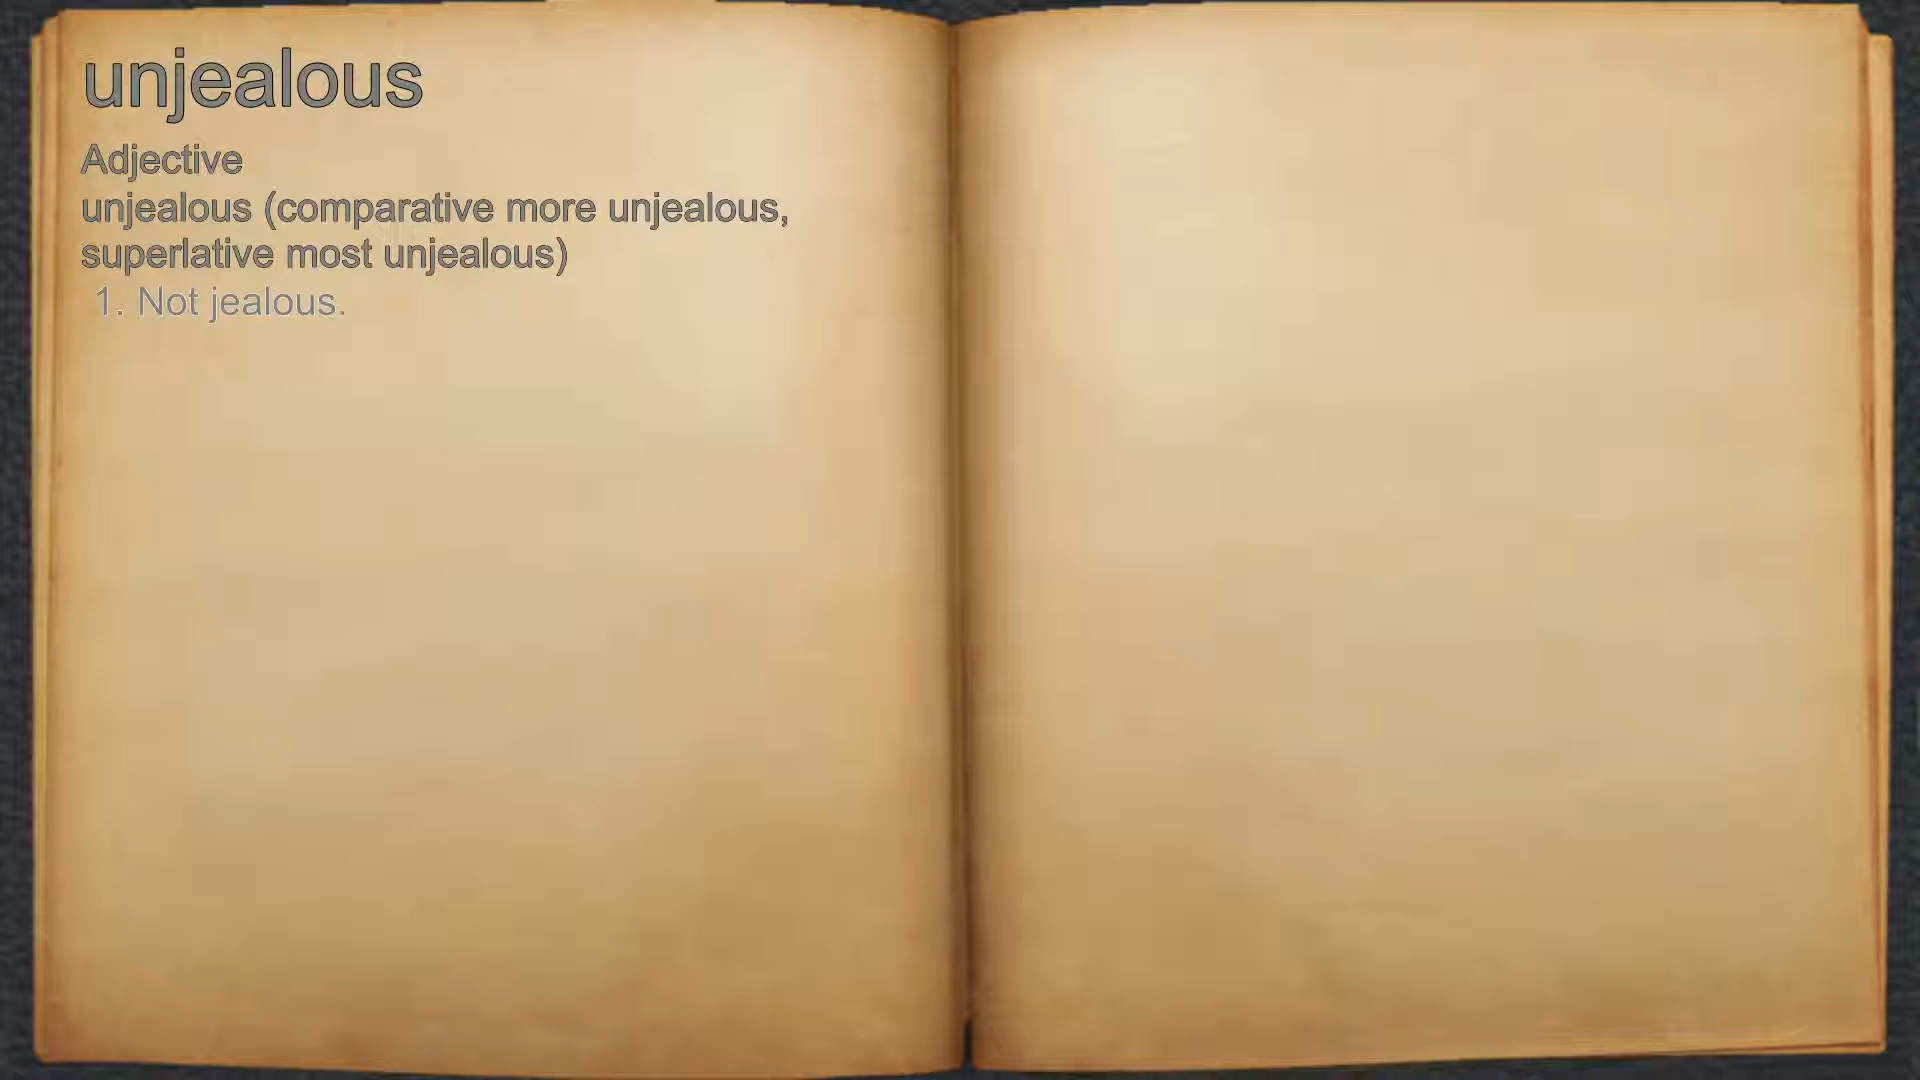 unjealous
Adjective
unjealous (comparative more unjealous,
superlative most unjealous)
1. Not jealous.